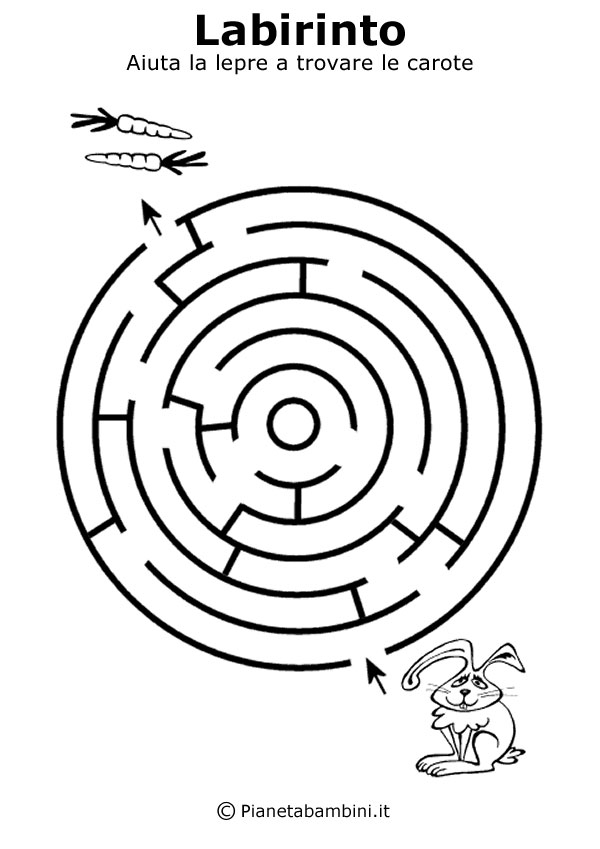 Labirinto
Aiuta la lepre a trovare le carote
© Pianetabambini.it